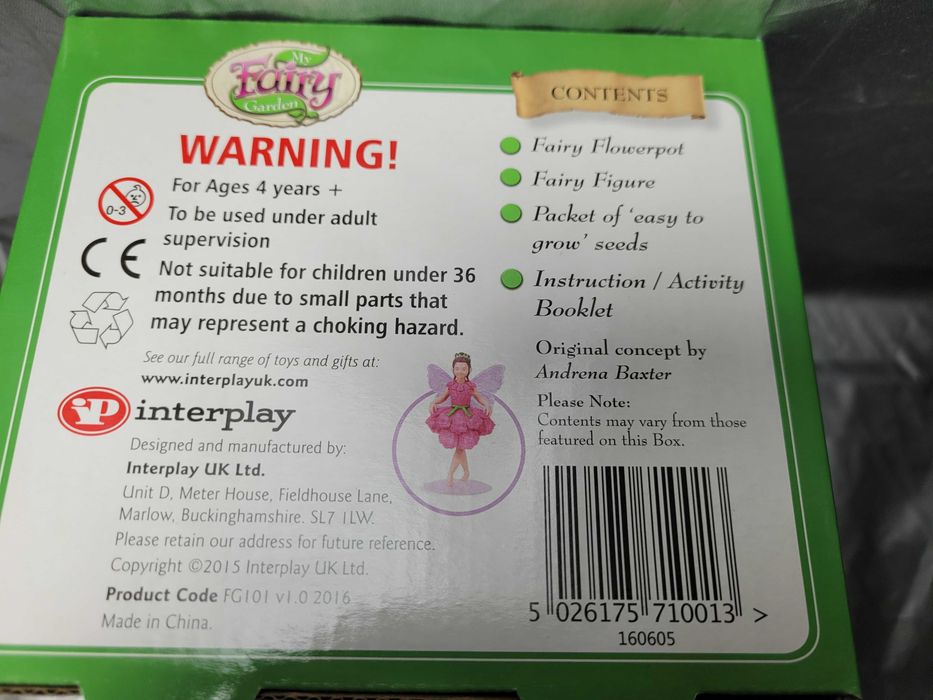 My
Fairy
Garden
WARNING!
For Ages 4 years +
0-3
To be used under adult
supervision
CE
Not suitable for children under 36
months due to small parts that
may represent a choking hazard.
See our full range of toys and gifts at:
www.interplayuk.com
iP interplay
Designed and manufactured by:
Interplay UK Ltd.
Unit D, Meter House, Fieldhouse Lane,
Marlow, Buckinghamshire. SL7 1LW.
Please retain our address for future reference.
Copyright ©2015 Interplay UK Ltd.
Product Code FG101 v1.0 2016
Made in China.
CONTENTS
Fairy Flowerpot
Fairy Figure
Packet of 'easy to
grow' seeds
Instruction / Activity
Booklet
Original concept by
Andrena Baxter
Please Note:
Contents may vary from those
featured on this Box.
5 026175 710013 >
160605